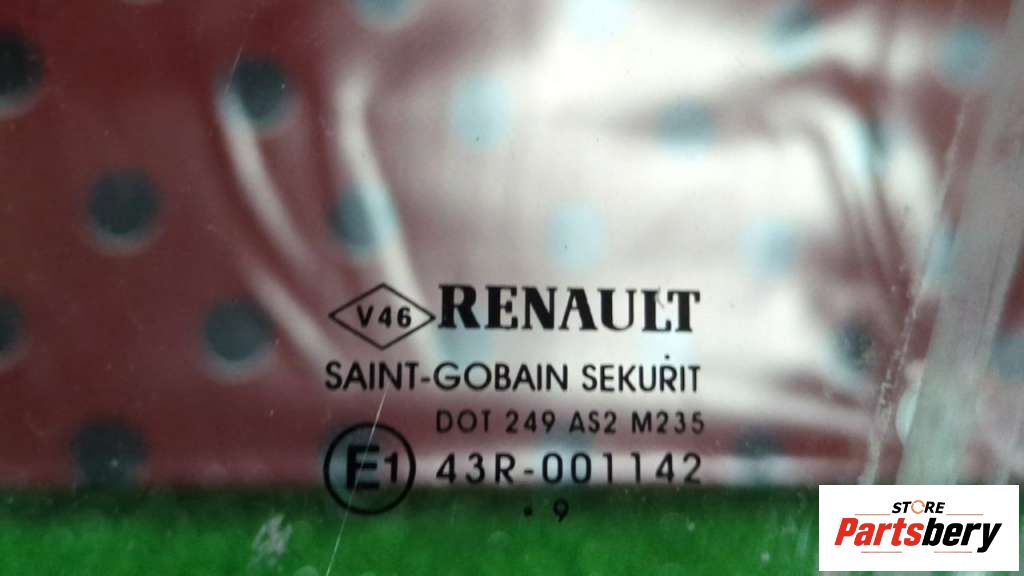 V46 RENAULT
SAINT-GOBAIN SEKURIT
DOT 249 AS2 M235
E1 43R-001142
. 9
STORE
Partsbery